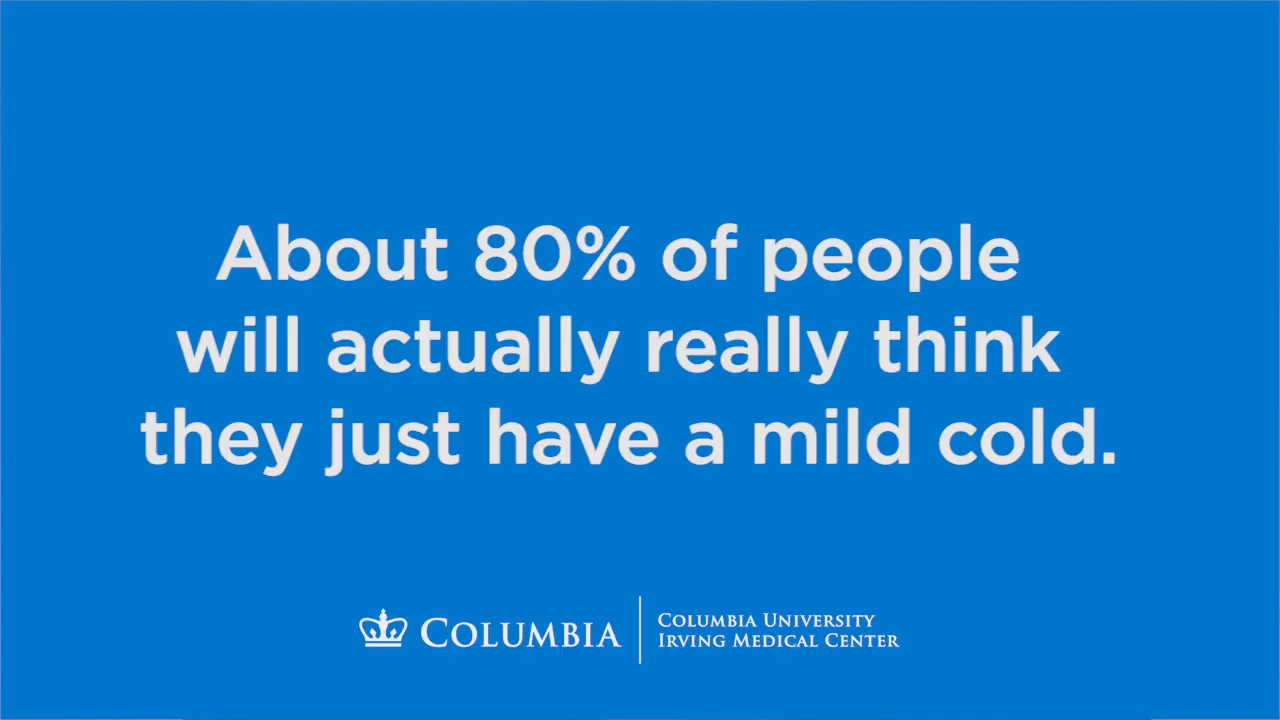 About 80% of people
will actually really think
they just have a mild cold.
COLUMBIA
COLUMBIA UNIVERSITY
IRVING MEDICAL CENTER